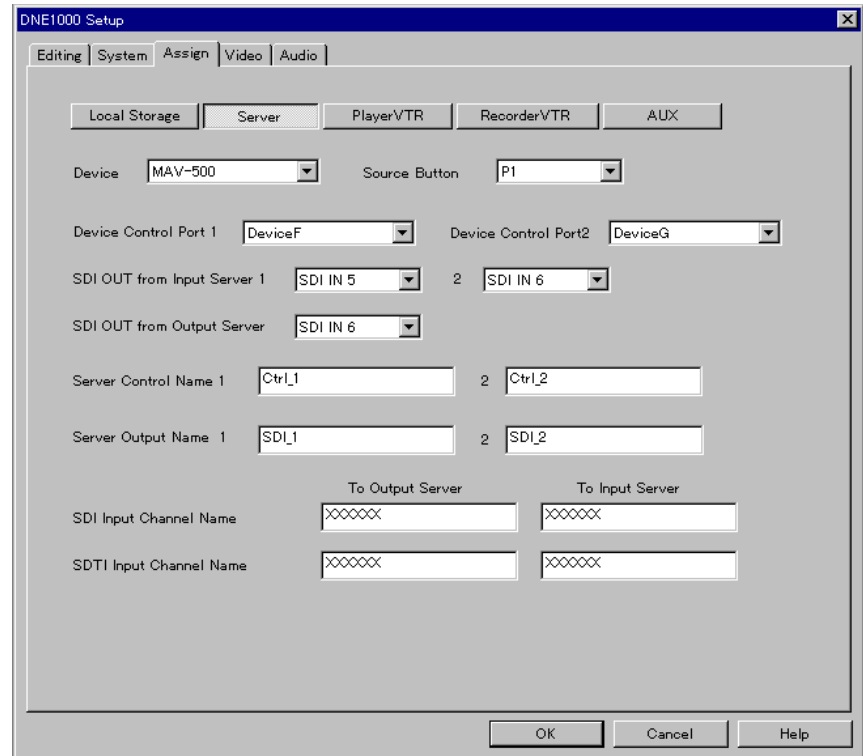 DNE1000 Setup
Editing System Assign Video Audio
Local Storage Server PlayerVTR RecorderVTR AUX
Device MAV-500 Source Button P1
Device Control Port 1 DeviceF Device Control Port2 DeviceG
SDI OUT from Input Server 1 SDI IN 5 2 SDI IN 6
SDI OUT from Output Server SDI IN 6
Server Control Name 1 Ctrl_1 2 Ctrl_2
Server Output Name 1 SDI_1 2 SDI_2
To Output Server To Input Server
SDI Input Channel Name XXXXXX XXXXXX
SDTI Input Channel Name XXXXXX XXXXXX
OK Cancel Help